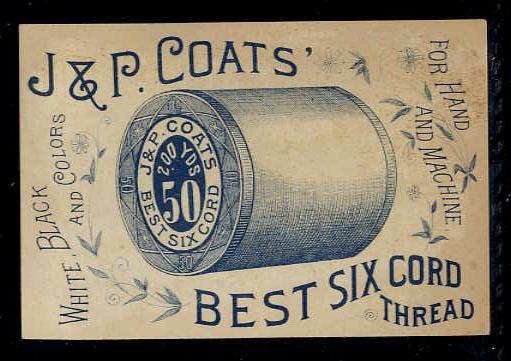 J & P. COATS'
WHITE, BLACK
AND COLORS
FOR HAND
AND MACHINE.
J & P. COATS
200 YDS
50
BEST SIX CORD
50
BEST SIX CORD
THREAD